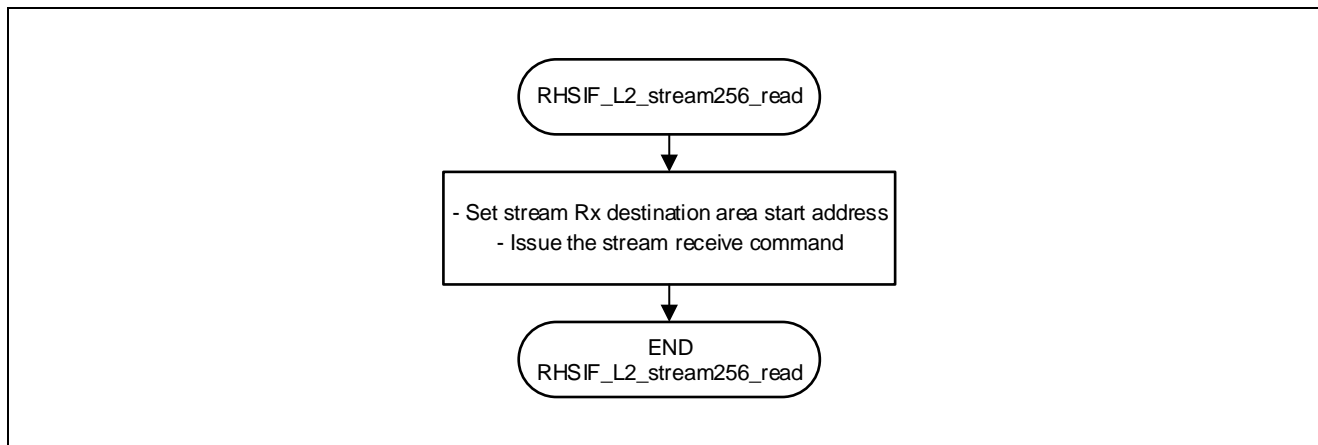 RHSIF_L2_stream256_read
- Set stream Rx destination area start address
- Issue the stream receive command
END
RHSIF_L2_stream256_read